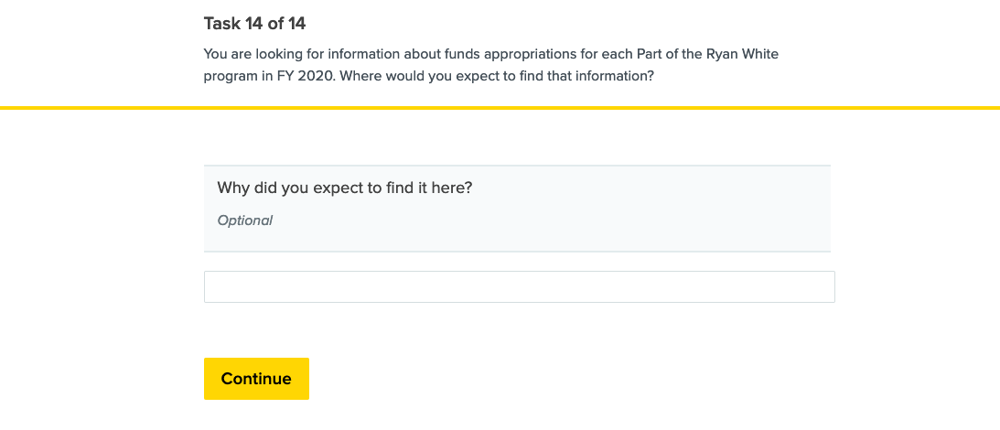 Task 14 of 14
You are looking for information about funds appropriations for each Part of the Ryan White
program in FY 2020. Where would you expect to find that information?
Why did you expect to find it here?
Optional
Continue